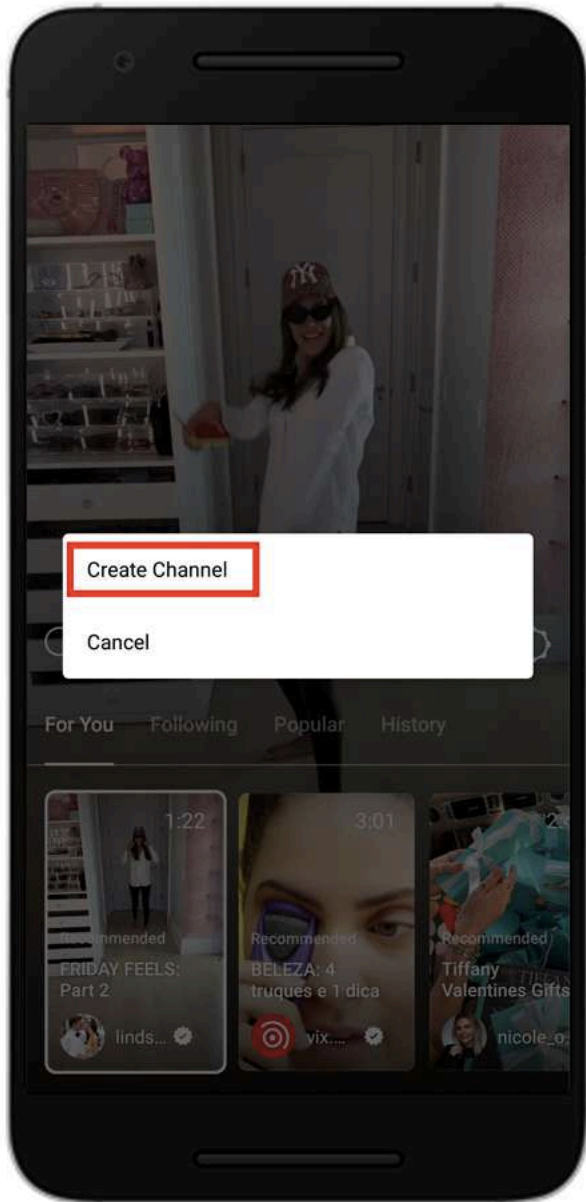 Create Channel
Cancel
For You Following Popular History
1:22
Recommended
FRIDAY FEELS:
Part 2
linds...
3:01
Recommended
BELEZA: 4
truques e 1 dica
vix....
Recommended
Tiffany
Valentines Gifts
nicole_o